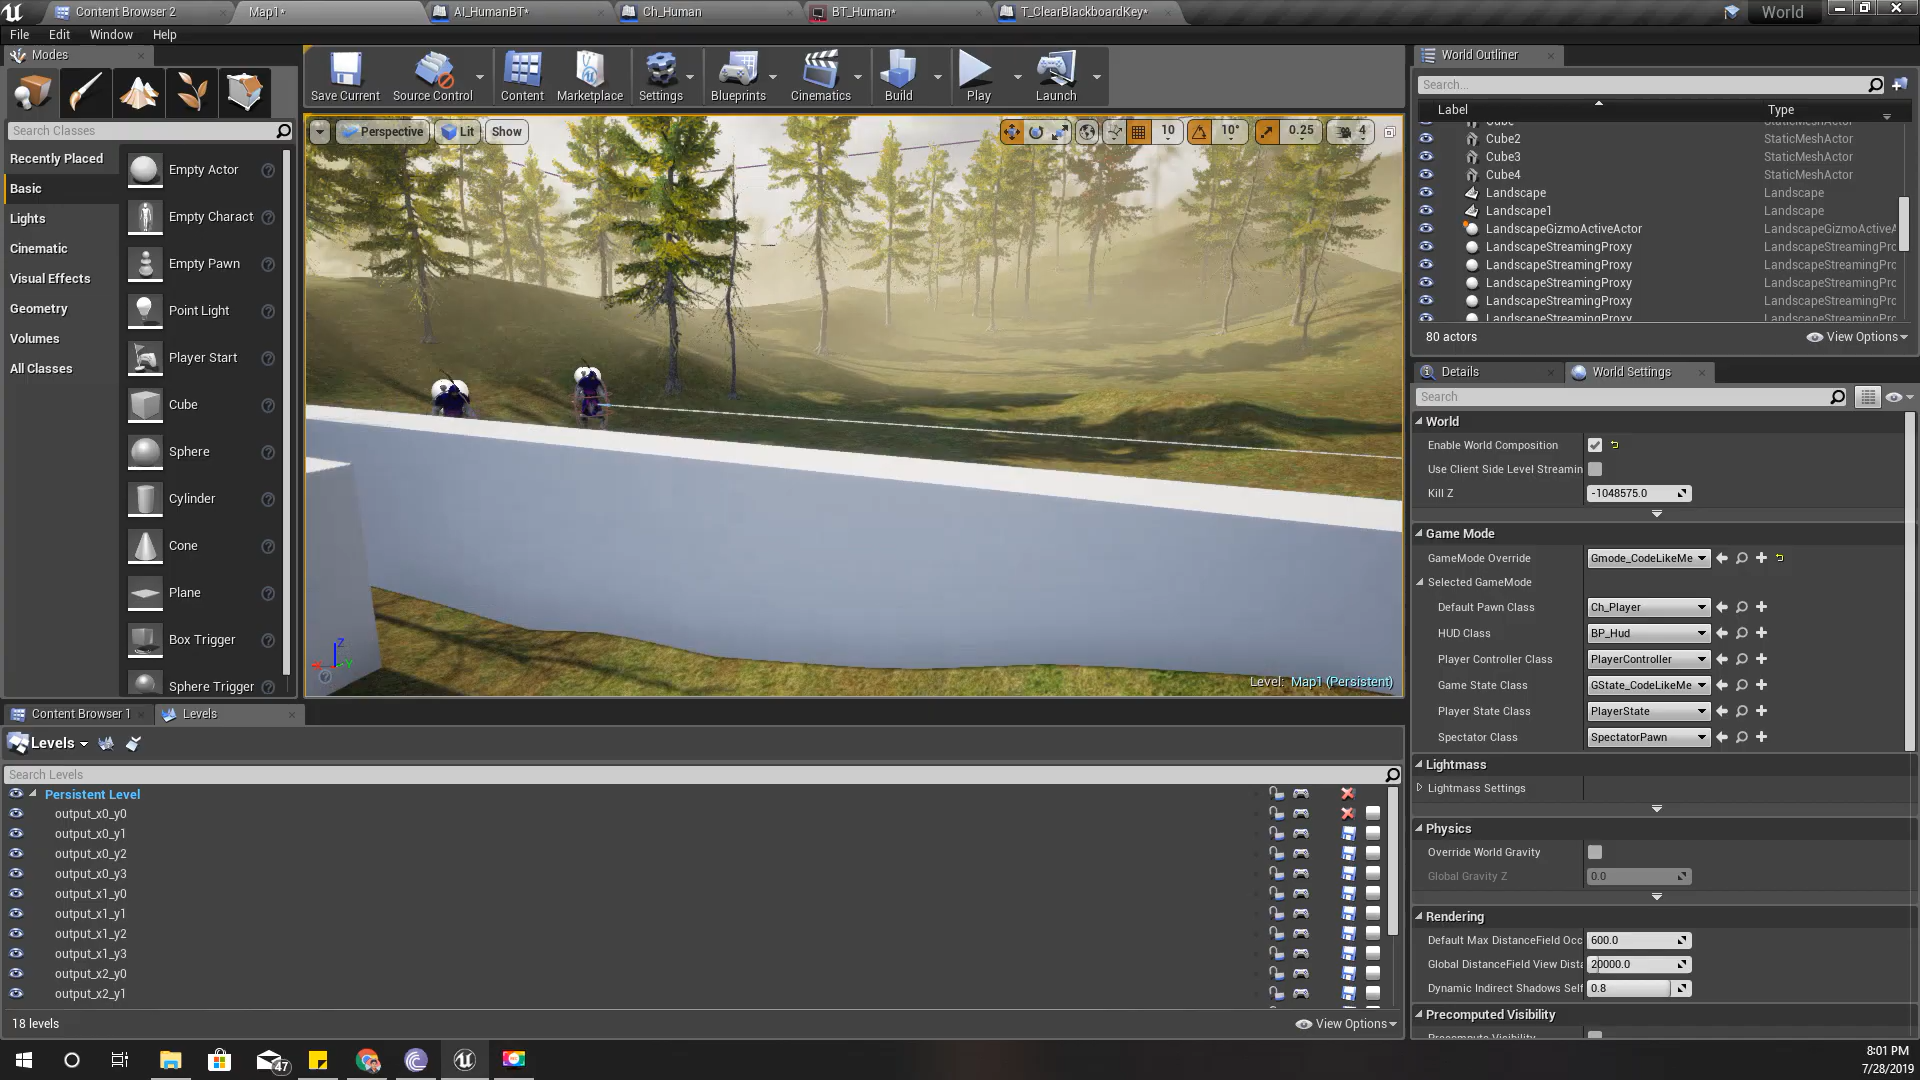 Content Browser 2
Map1*
AI_HumanBT*
Ch_Human
BT_Human*
T_ClearBlackboardKey*
World
File Edit Window Help
Modes
World Outliner
Save Current
Source Control
Content
Marketplace
Settings
Blueprints
Cinematics
Build
Play
Launch
Search...
Label Type
Search Classes
Perspective Lit Show
10 10° 0.25 4
Recently Placed
Basic
Lights
Cinematic
Visual Effects
Geometry
Volumes
All Classes
Empty Actor
Empty Charact
Empty Pawn
Point Light
Player Start
Cube
Sphere
Cylinder
Cone
Plane
Box Trigger
Sphere Trigger
Cube2 StaticMeshActor
Cube3 StaticMeshActor
Cube4 StaticMeshActor
Landscape Landscape
Landscape1 Landscape
LandscapeGizmoActiveActor LandscapeGizmoActiveA
LandscapeStreamingProxy LandscapeStreamingPrc
LandscapeStreamingProxy LandscapeStreamingPrc
LandscapeStreamingProxy LandscapeStreamingPrc
LandscapeStreamingProxy LandscapeStreamingPrc
LandscapeStreamingProxy LandscapeStreamingPrc
80 actors
View Options
Details
World Settings
Search
World
Enable World Composition
Use Client Side Level Streamin
Kill Z -1048575.0
Game Mode
GameMode Override Gmode_CodeLikeMe
Selected GameMode
Default Pawn Class Ch_Player
HUD Class BP_Hud
Player Controller Class PlayerController
Game State Class GState_CodeLikeMe
Player State Class PlayerState
Spectator Class SpectatorPawn
Lightmass
Lightmass Settings
Physics
Override World Gravity
Global Gravity Z 0.0
Rendering
Default Max DistanceField Occ 600.0
Global DistanceField View Dista 20000.0
Dynamic Indirect Shadows Self 0.8
Precomputed Visibility
Precompute Visibility
Z
X
Y
Level: Map1 (Persistent)
Content Browser 1
Levels
Levels
Search Levels
Persistent Level
output_x0_y0
output_x0_y1
output_x0_y2
output_x0_y3
output_x1_y0
output_x1_y1
output_x1_y2
output_x1_y3
output_x2_y0
output_x2_y1
18 levels
View Options
47
8:01 PM
7/28/2019